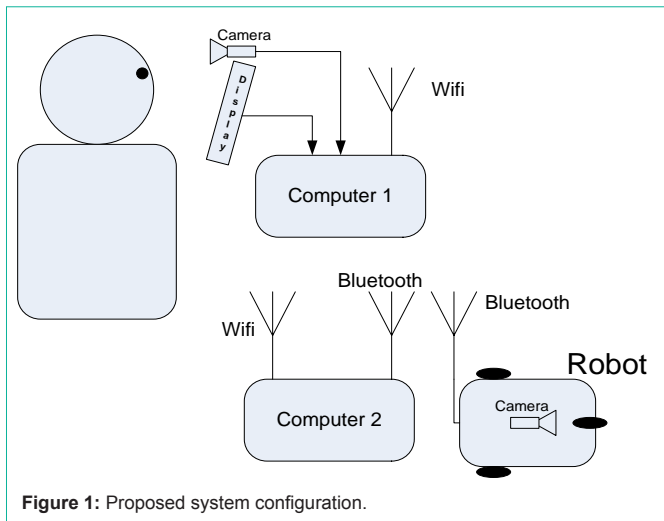 Camera
Display
Wifi
Computer 1
Bluetooth
Wifi
Bluetooth
Robot
Computer 2
Camera
Figure 1: Proposed system configuration.